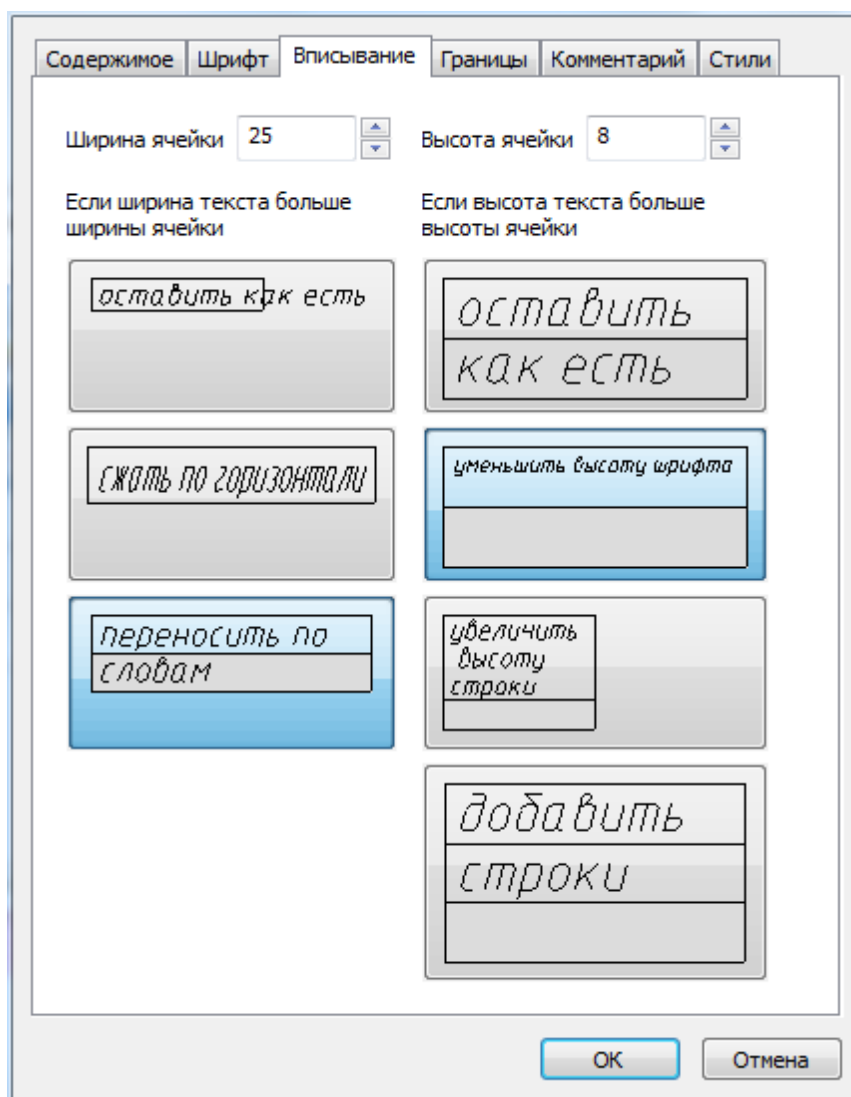 Содержимое Шрифт Вписывание Границы Комментарий Стили
Ширина ячейки 25 Высота ячейки 8
Если ширина текста больше
ширины ячейки
Если высота текста больше
высоты ячейки
оставить как есть
оставить
как есть
сжать по горизонтали
уменьшить высоту шрифта
переносить по
словам
увеличить
высоту
строки
добавить
строки
ОК Отмена